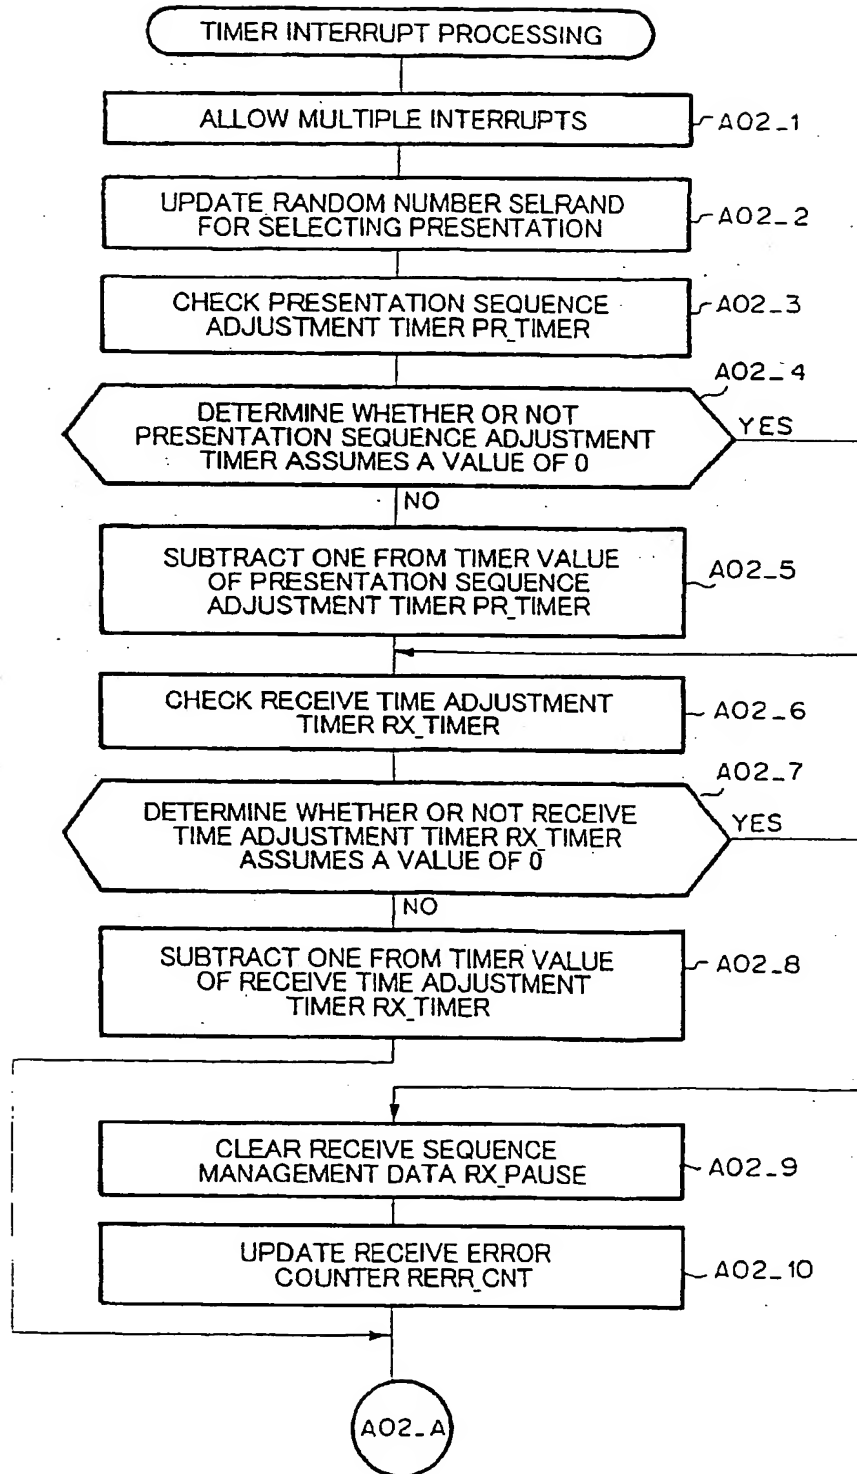 TIMER INTERRUPT PROCESSING
ALLOW MULTIPLE INTERRUPTS
A02_1
UPDATE RANDOM NUMBER SELRAND
FOR SELECTING PRESENTATION
A02_2
CHECK PRESENTATION SEQUENCE
ADJUSTMENT TIMER PR_TIMER
A02_3
A02_4
DETERMINE WHETHER OR NOT
PRESENTATION SEQUENCE ADJUSTMENT
TIMER ASSUMES A VALUE OF 0
YES
NO
SUBTRACT ONE FROM TIMER VALUE
OF PRESENTATION SEQUENCE
ADJUSTMENT TIMER PR_TIMER
A02_5
CHECK RECEIVE TIME ADJUSTMENT
TIMER RX_TIMER
A02_6
A02_7
DETERMINE WHETHER OR NOT RECEIVE
TIME ADJUSTMENT TIMER RX_TIMER
ASSUMES A VALUE OF 0
YES
NO
SUBTRACT ONE FROM TIMER VALUE
OF RECEIVE TIME ADJUSTMENT
TIMER RX_TIMER
A02_8
CLEAR RECEIVE SEQUENCE
MANAGEMENT DATA RX_PAUSE
A02_9
UPDATE RECEIVE ERROR
COUNTER RERR_CNT
A02_10
A02_A